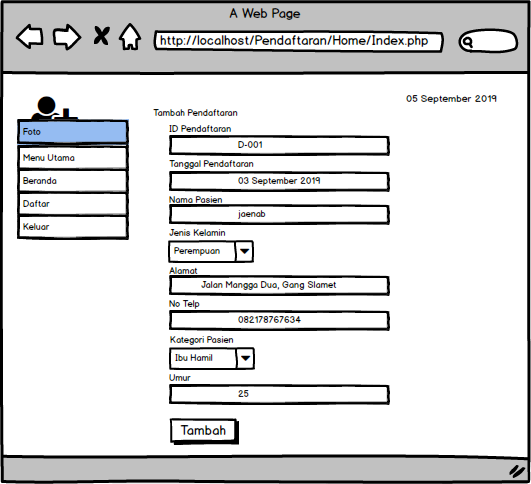 A Web Page
http://localhost/Pendaftaran/Home/Index.php
05 September 2019
Foto
Menu Utama
Beranda
Daftar
Keluar
Tambah Pendaftaran
ID Pendaftaran
D-001
Tanggal Pendaftaran
03 September 2019
Nama Pasien
jaenab
Jenis Kelamin
Perempuan
Alamat
Jalan Mangga Dua, Gang Slamet
No Telp
082178767634
Kategori Pasien
Ibu Hamil
Umur
25
Tambah